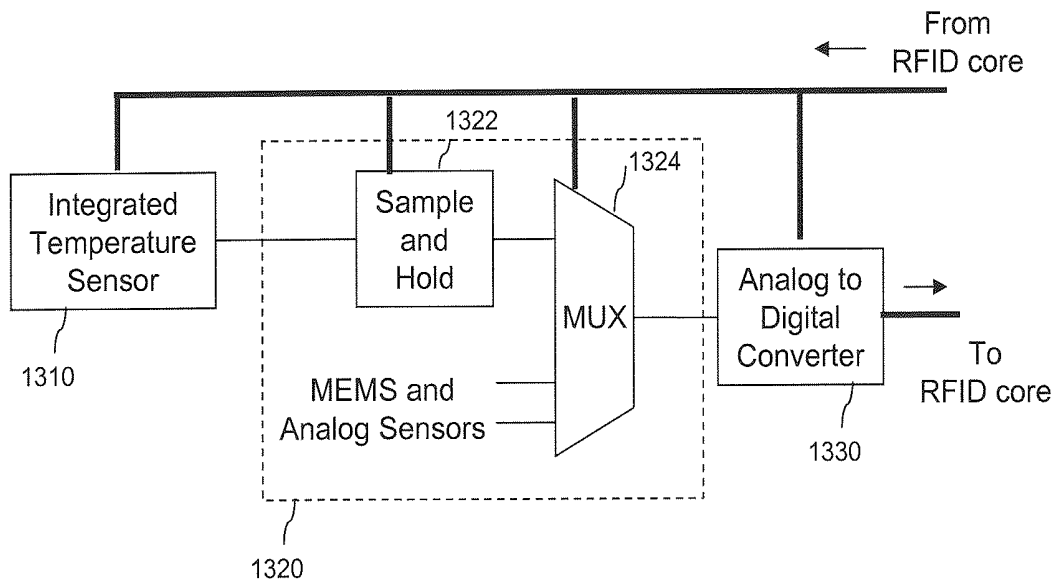 From
RFID core
1322
1324
Integrated
Temperature
Sensor
Sample
and
Hold
MUX
Analog to
Digital
Converter
To
RFID core
1310
MEMS and
Analog Sensors
1330
1320